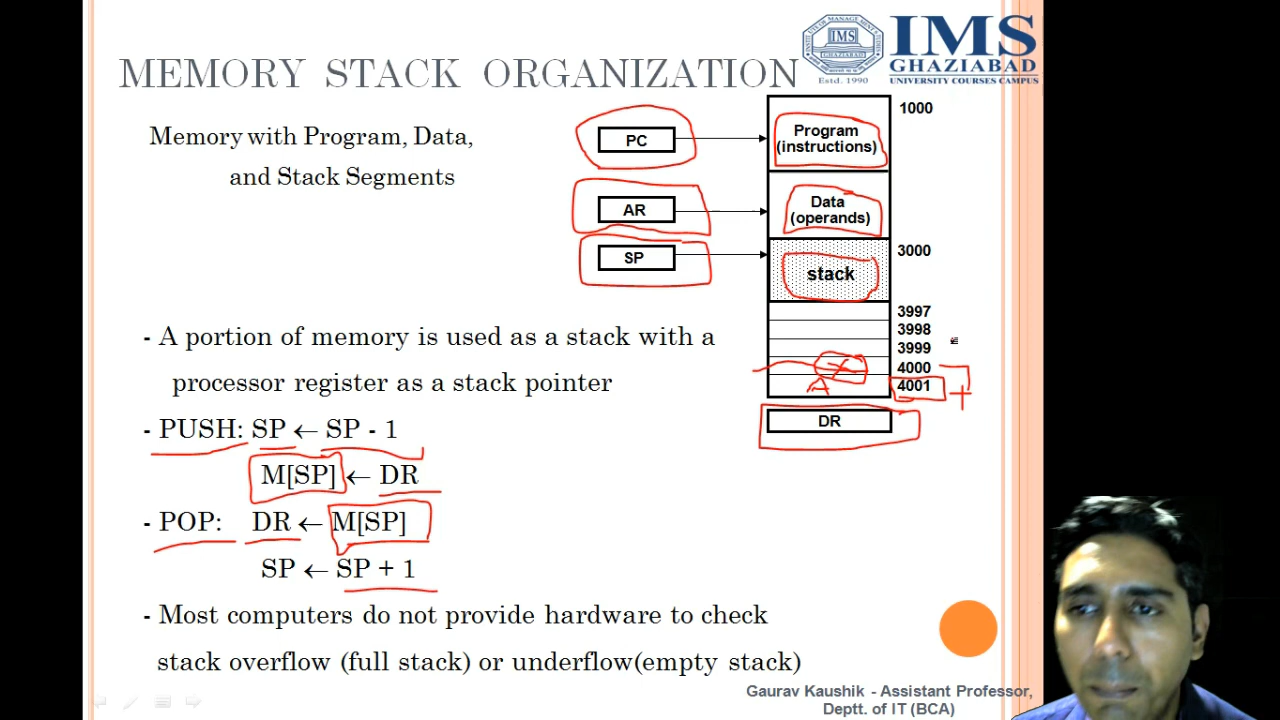 MEMORY STACK ORGANIZATION
IMS
GHAZIABAD
UNIVERSITY COURSES CAMPUS
IMS
GHAZIABAD
Estd. 1990
Memory with Program, Data,
and Stack Segments
PC
AR
SP
Program
(instructions)
Data
(operands)
stack
1000
3000
3997
3998
3999
4000
4001
+
A
DR
- A portion of memory is used as a stack with a
processor register as a stack pointer
- PUSH: SP ← SP - 1
M[SP] ← DR
- POP: DR ← M[SP]
SP ← SP + 1
- Most computers do not provide hardware to check
stack overflow (full stack) or underflow(empty stack)
Gaurav Kaushik - Assistant Professor,
Deptt. of IT (BCA)